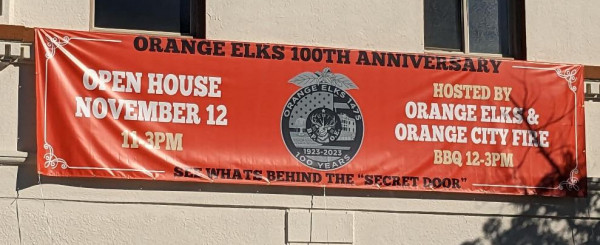 ORANGE ELKS 100TH ANNIVERSARY
OPEN HOUSE
NOVEMBER 12
11-3PM
ORANGE ELKS 1475
1923-2023
100 YEARS
HOSTED BY
ORANGE ELKS &
ORANGE CITY FIRE
BBQ 12-3PM
SEE WHATS BEHIND THE "SECRET DOOR"